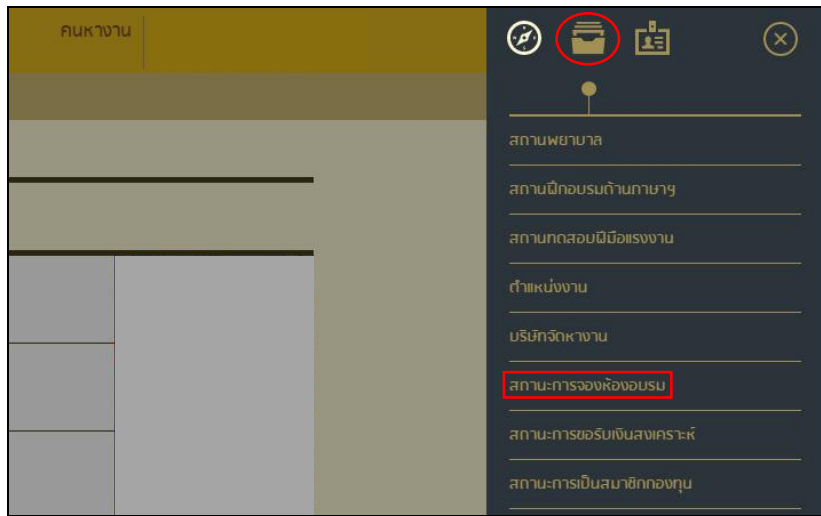 ค้นหางาน
สถานพยาบาล
สถานฝึกอบรมด้านภาษาฯ
สถานทดสอบฝีมือแรงงาน
ตำแหน่งงาน
บริษัทจัดหางาน
สถานะการจองห้องอบรม
สถานะการขอรับเงินสงเคราะห์
สถานะการเป็นสมาชิกกองทุน